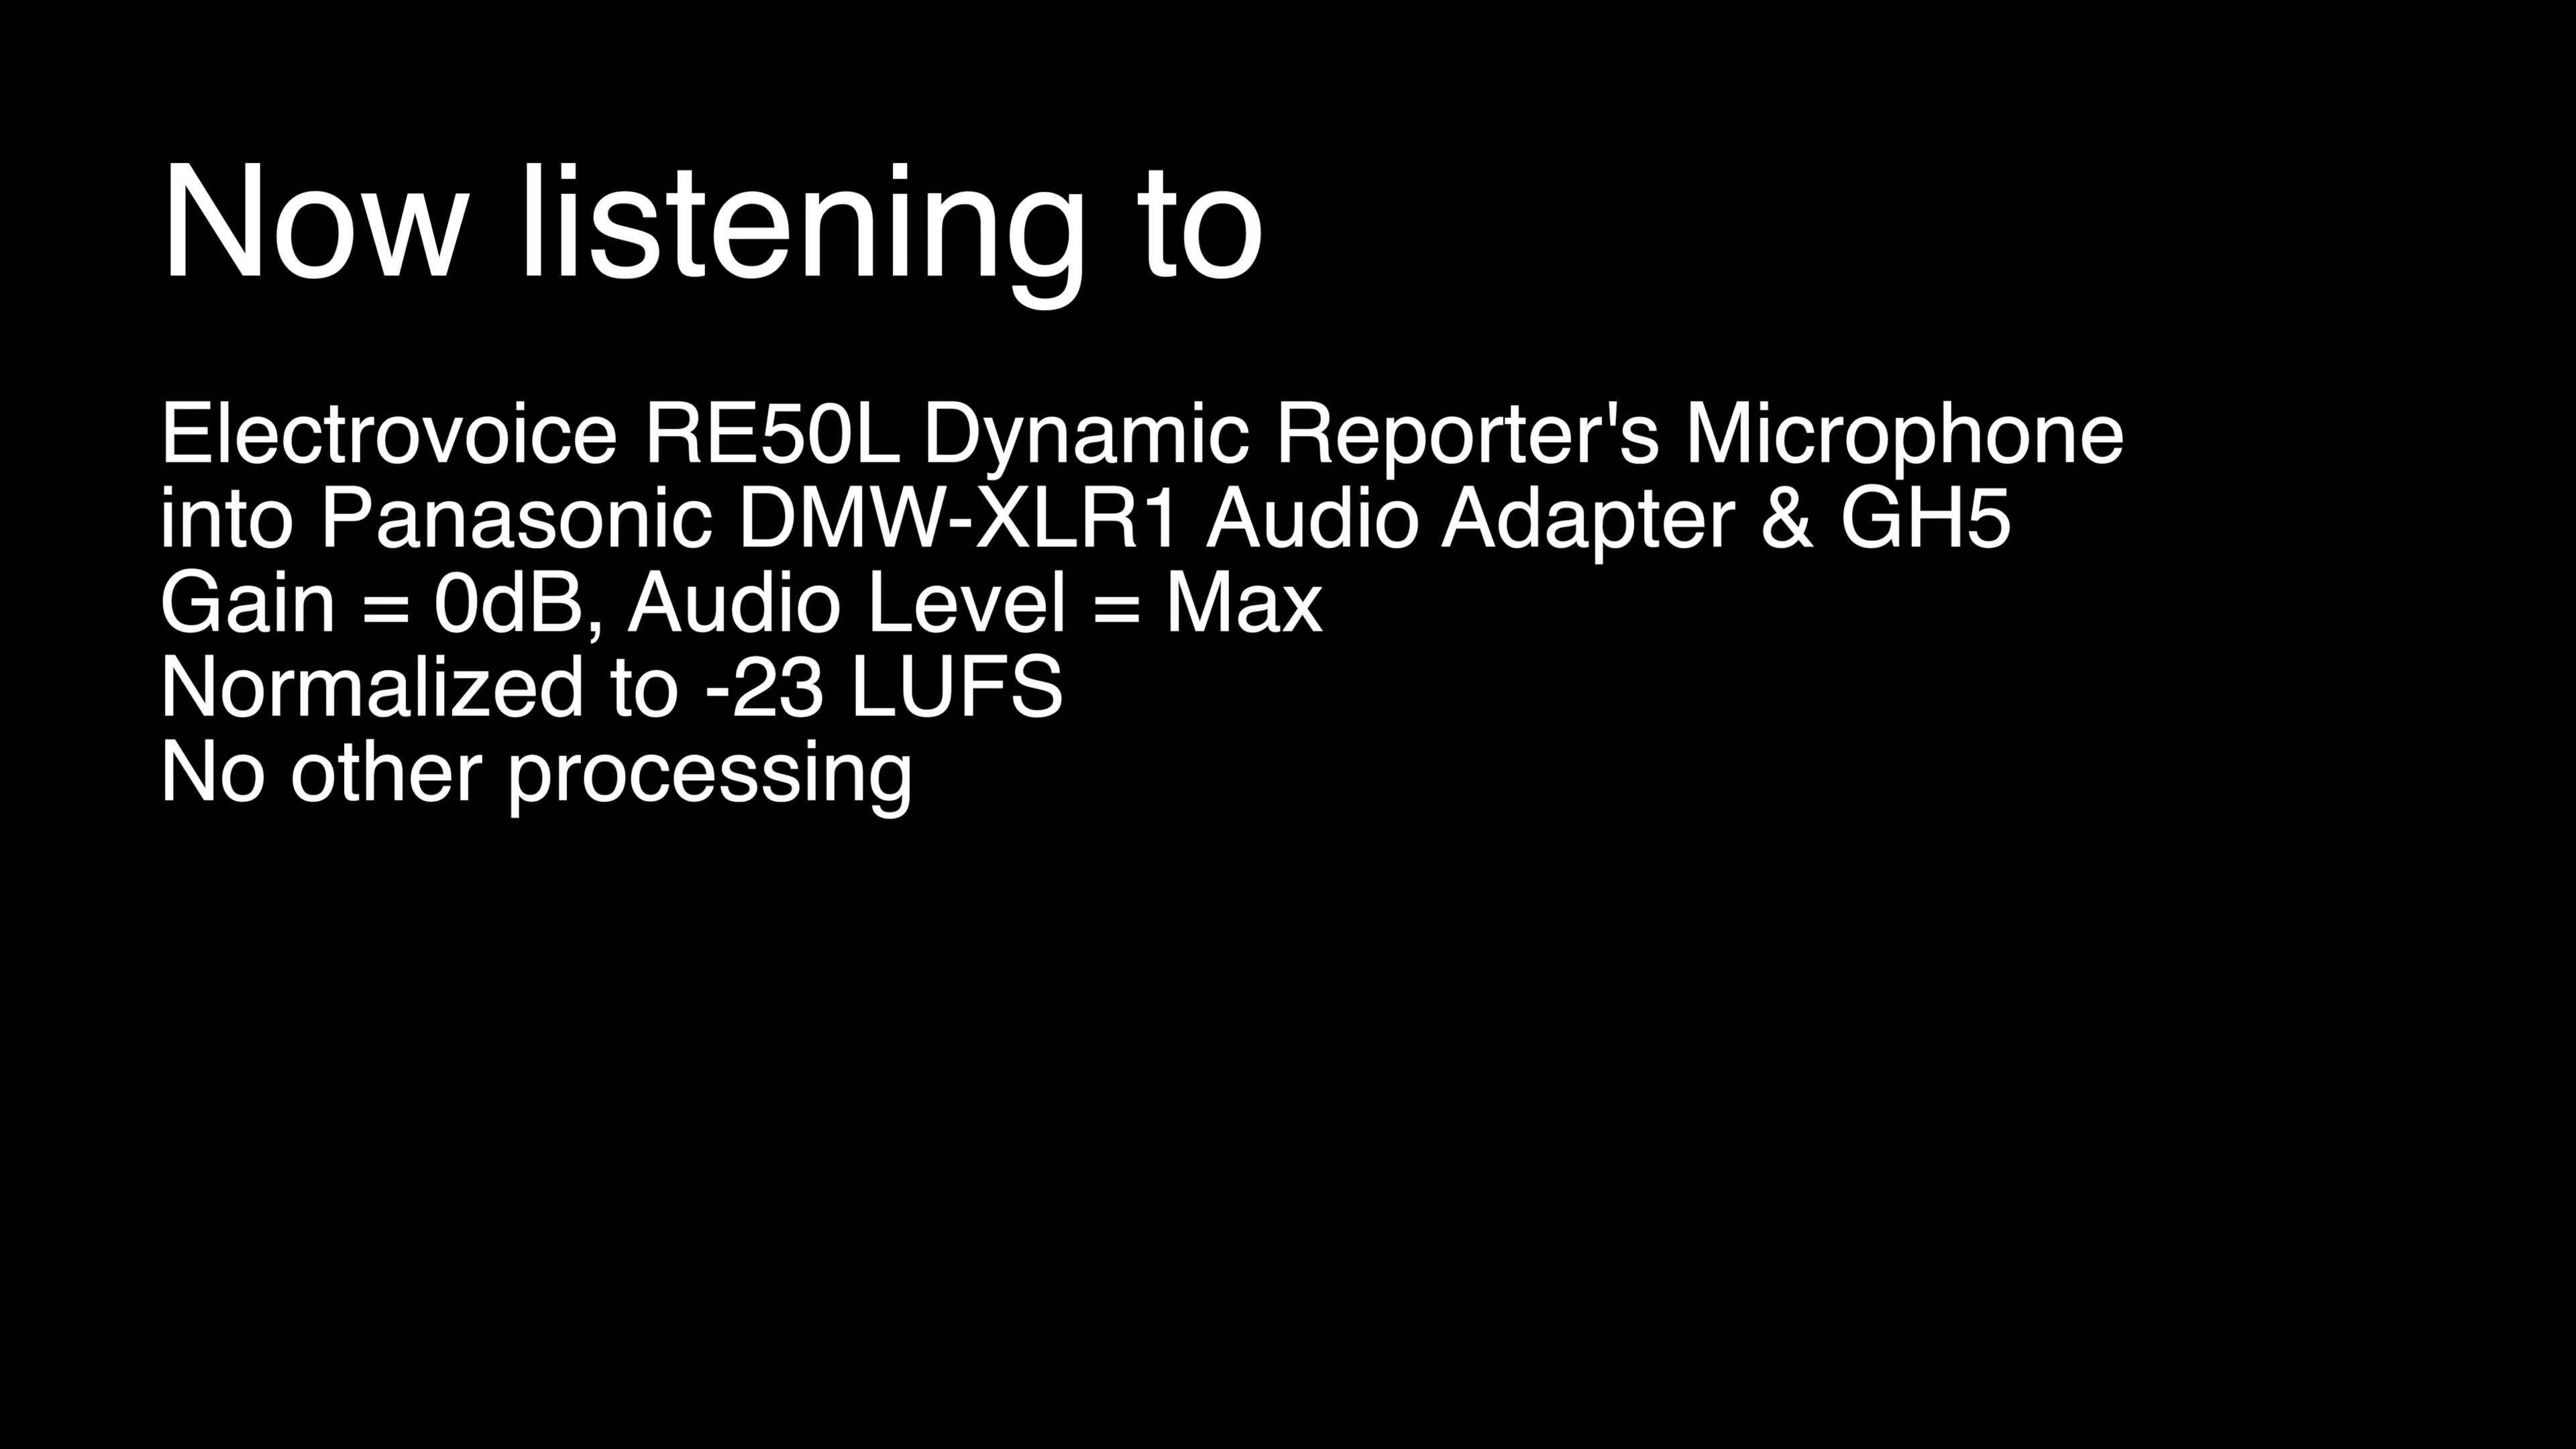 Now listening to
Electrovoice RE50L Dynamic Reporter's Microphone
into Panasonic DMW-XLR1 Audio Adapter & GH5
Gain = 0dB, Audio Level = Max
Normalized to -23 LUFS
No other processing